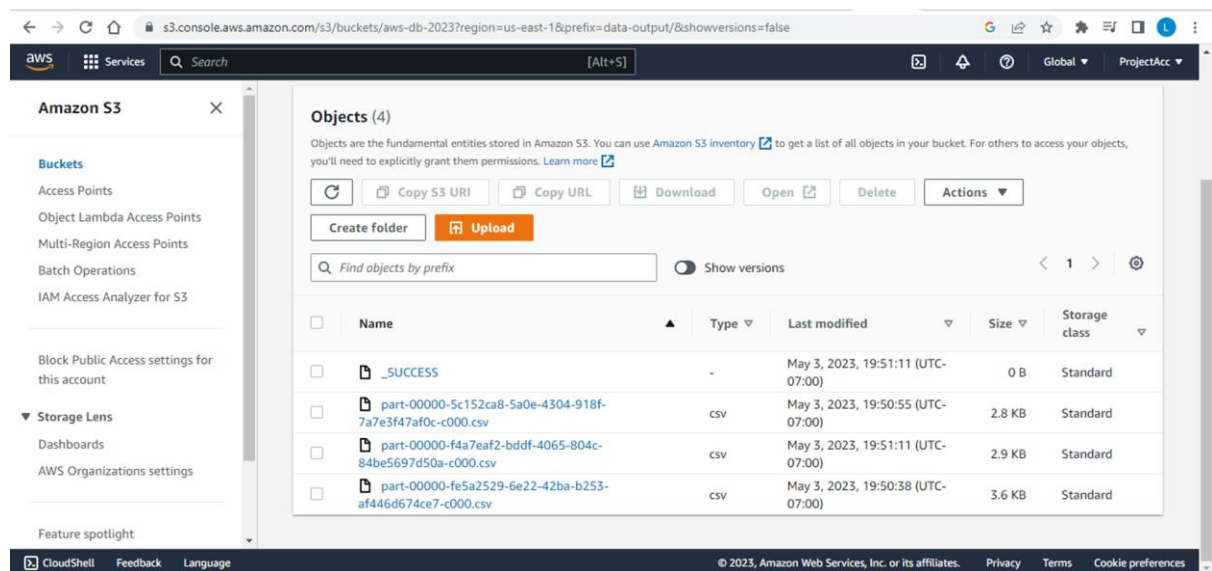 s3.console.aws.amazon.com/s3/buckets/aws-db-2023?region=us-east-1&prefix=data-output/&showversions=false
G
L
aws
Services
Search
[Alt+S]
Global
ProjectAcc
Amazon S3
Buckets
Access Points
Object Lambda Access Points
Multi-Region Access Points
Batch Operations
IAM Access Analyzer for S3
Block Public Access settings for
this account
Storage Lens
Dashboards
AWS Organizations settings
Feature spotlight
Objects (4)
Objects are the fundamental entities stored in Amazon S3. You can use Amazon S3 inventory to get a list of all objects in your bucket. For others to access your objects,
you'll need to explicitly grant them permissions. Learn more
Copy S3 URI
Copy URL
Download
Open
Delete
Actions
Create folder
Upload
Find objects by prefix
Show versions
1
Name
Type
Last modified
Size
Storage
class
_SUCCESS
-
May 3, 2023, 19:51:11 (UTC-
07:00)
0 B
Standard
part-00000-5c152ca8-5a0e-4304-918f-
7a7e3f47af0c-c000.csv
csv
May 3, 2023, 19:50:55 (UTC-
07:00)
2.8 KB
Standard
part-00000-f4a7eaf2-bddf-4065-804c-
84be5697d50a-c000.csv
csv
May 3, 2023, 19:51:11 (UTC-
07:00)
2.9 KB
Standard
part-00000-fe5a2529-6e22-42ba-b253-
af446d674ce7-c000.csv
csv
May 3, 2023, 19:50:38 (UTC-
07:00)
3.6 KB
Standard
CloudShell
Feedback
Language
© 2023, Amazon Web Services, Inc. or its affiliates.
Privacy
Terms
Cookie preferences